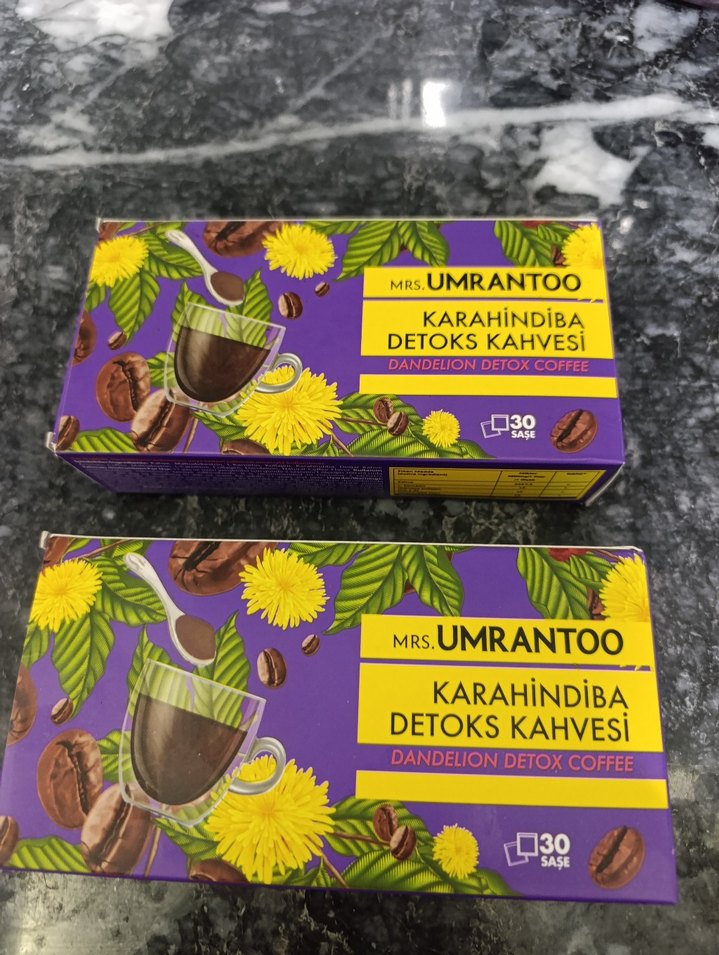 MRS. UMRANTOO
KARAHİNDİBA
DETOKS KAHVESİ
DANDELION DETOX COFFEE
30
SAŞE
MRS. UMRANTOO
KARAHİNDİBA
DETOKS KAHVESİ
DANDELION DETOX COFFEE
30
SAŞE